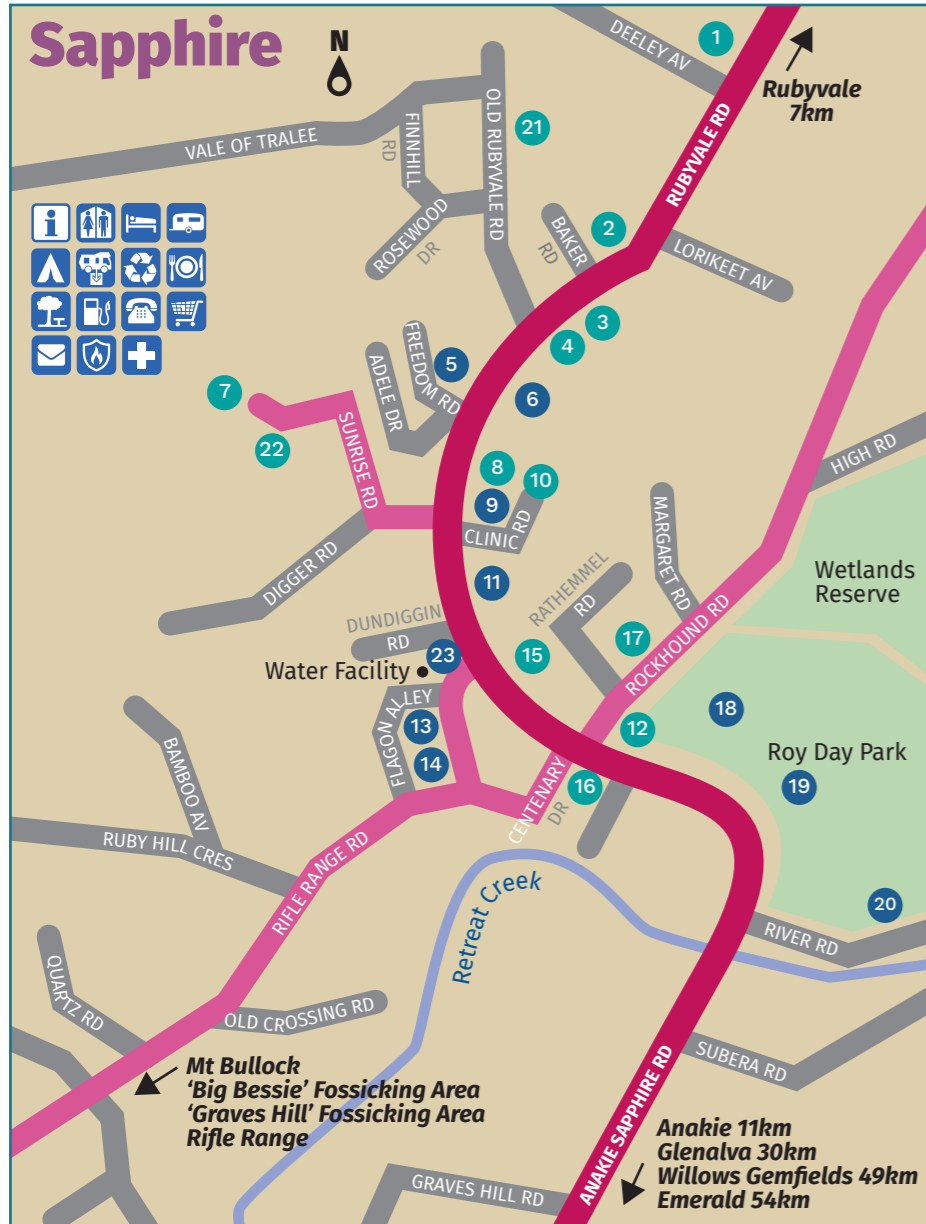 Sapphire
N
DEELEY AV
1
Rubyvale
7km
RUBYVALE RD
VALE OF TRALEE
FINNHILL
RD
OLD RUBYVALE RD
21
ROSEWOOD
DR
BAKER
RD
2
LORIKEET AV
3
4
i
7
22
SUNRISE RD
ADELE DR
FREEDOM RD
5
6
8
10
9
CLINIC
RD
HIGH RD
MARGARET RD
DIGGER RD
11
RATHEMMEL
RD
Wetlands
Reserve
DUNDIGGIN
RD
Water Facility
23
15
17
ROCKHOUND RD
FLAGON ALLEY
13
14
12
18
Roy Day Park
19
16
CENTENARY
DR
BAMBOO AV
RUBY HILL CRES
RIFLE RANGE RD
Retreat Creek
20
RIVER RD
QUARTZ RD
OLD CROSSING RD
SUBERA RD
Mt Bullock
‘Big Bessie’ Fossicking Area
‘Graves Hill’ Fossicking Area
Rifle Range
ANAKIE SAPPHIRE RD
Anakie 11km
Glenalva 30km
Willows Gemfields 49km
Emerald 54km
GRAVES HILL RD